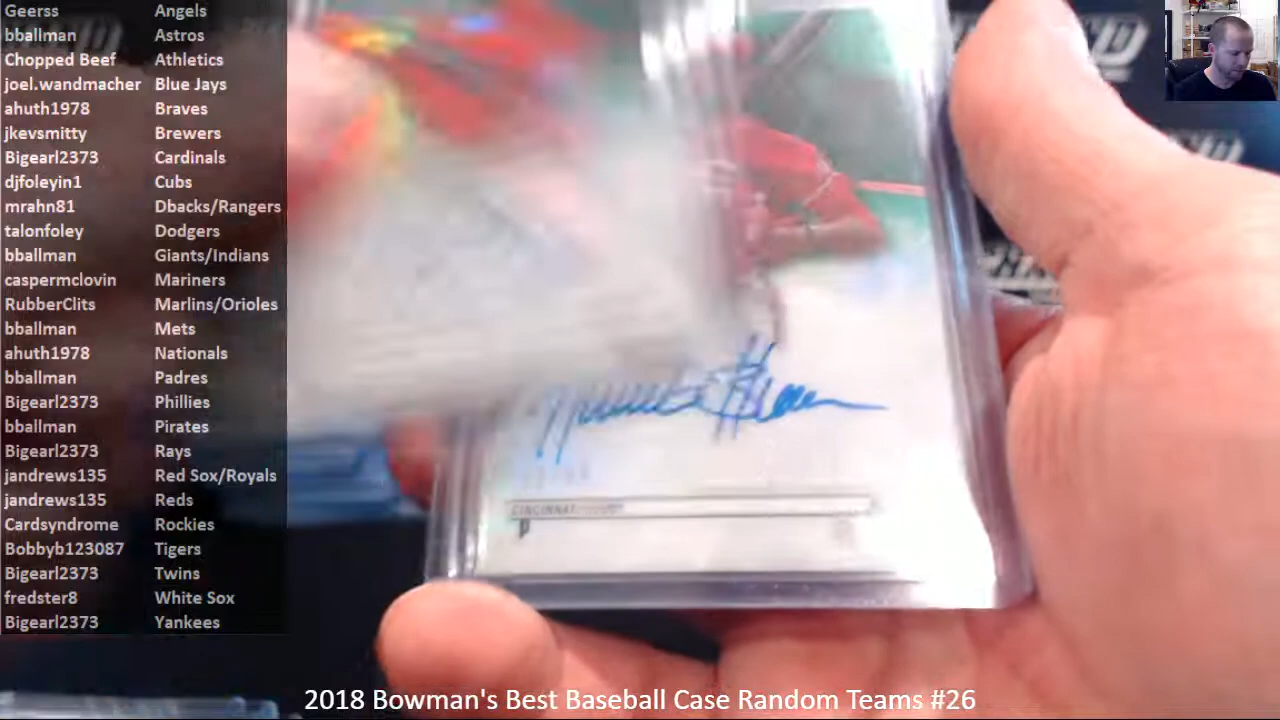 Geerss Angels
bballman Astros
Chopped Beef Athletics
joel.wandmacher Blue Jays
ahuth1978 Braves
jkevsmitty Brewers
Bigearl2373 Cardinals
djfoleyin1 Cubs
mrahn81 Dbacks/Rangers
talonfoley Dodgers
bballman Giants/Indians
caspermclovin Mariners
RubberClits Marlins/Orioles
bballman Mets
ahuth1978 Nationals
bballman Padres
Bigearl2373 Phillies
bballman Pirates
Bigearl2373 Rays
jandrews135 Red Sox/Royals
jandrews135 Reds
Cardsyndrome Rockies
Bobbyb123087 Tigers
Bigearl2373 Twins
fredster8 White Sox
Bigearl2373 Yankees
2018 Bowman's Best Baseball Case Random Teams #26